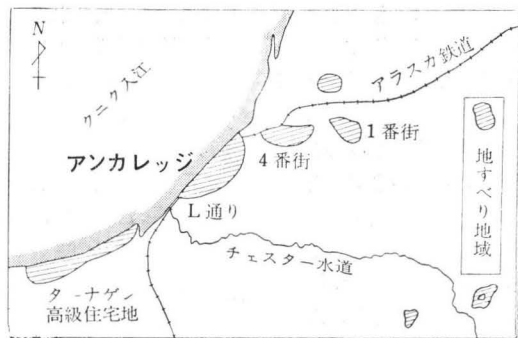 N
クニク入江
アラスカ鉄道
アンカレッジ
4番街
1番街
地すべり地域
L通り
チェスター水道
ターナゲン
高級住宅地